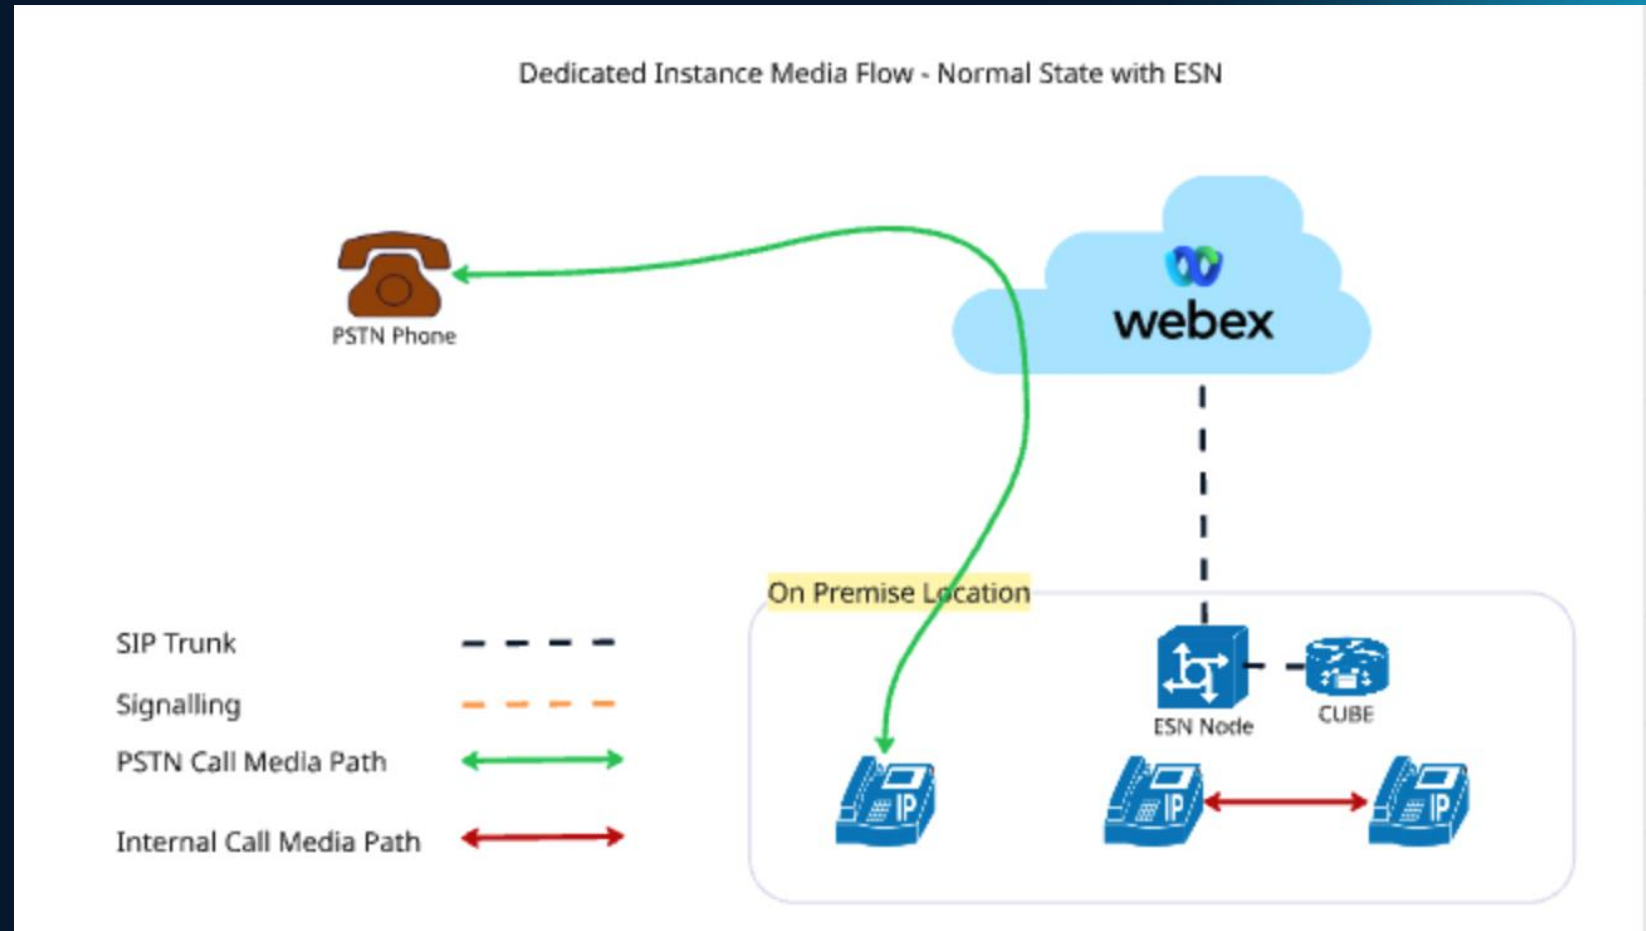 Dedicated Instance Media Flow - Normal State with ESN
webex
PSTN Phone
On Premise Location
SIP Trunk
Signalling
PSTN Call Media Path
Internal Call Media Path
ESN Node
CUBE
IP
IP
IP